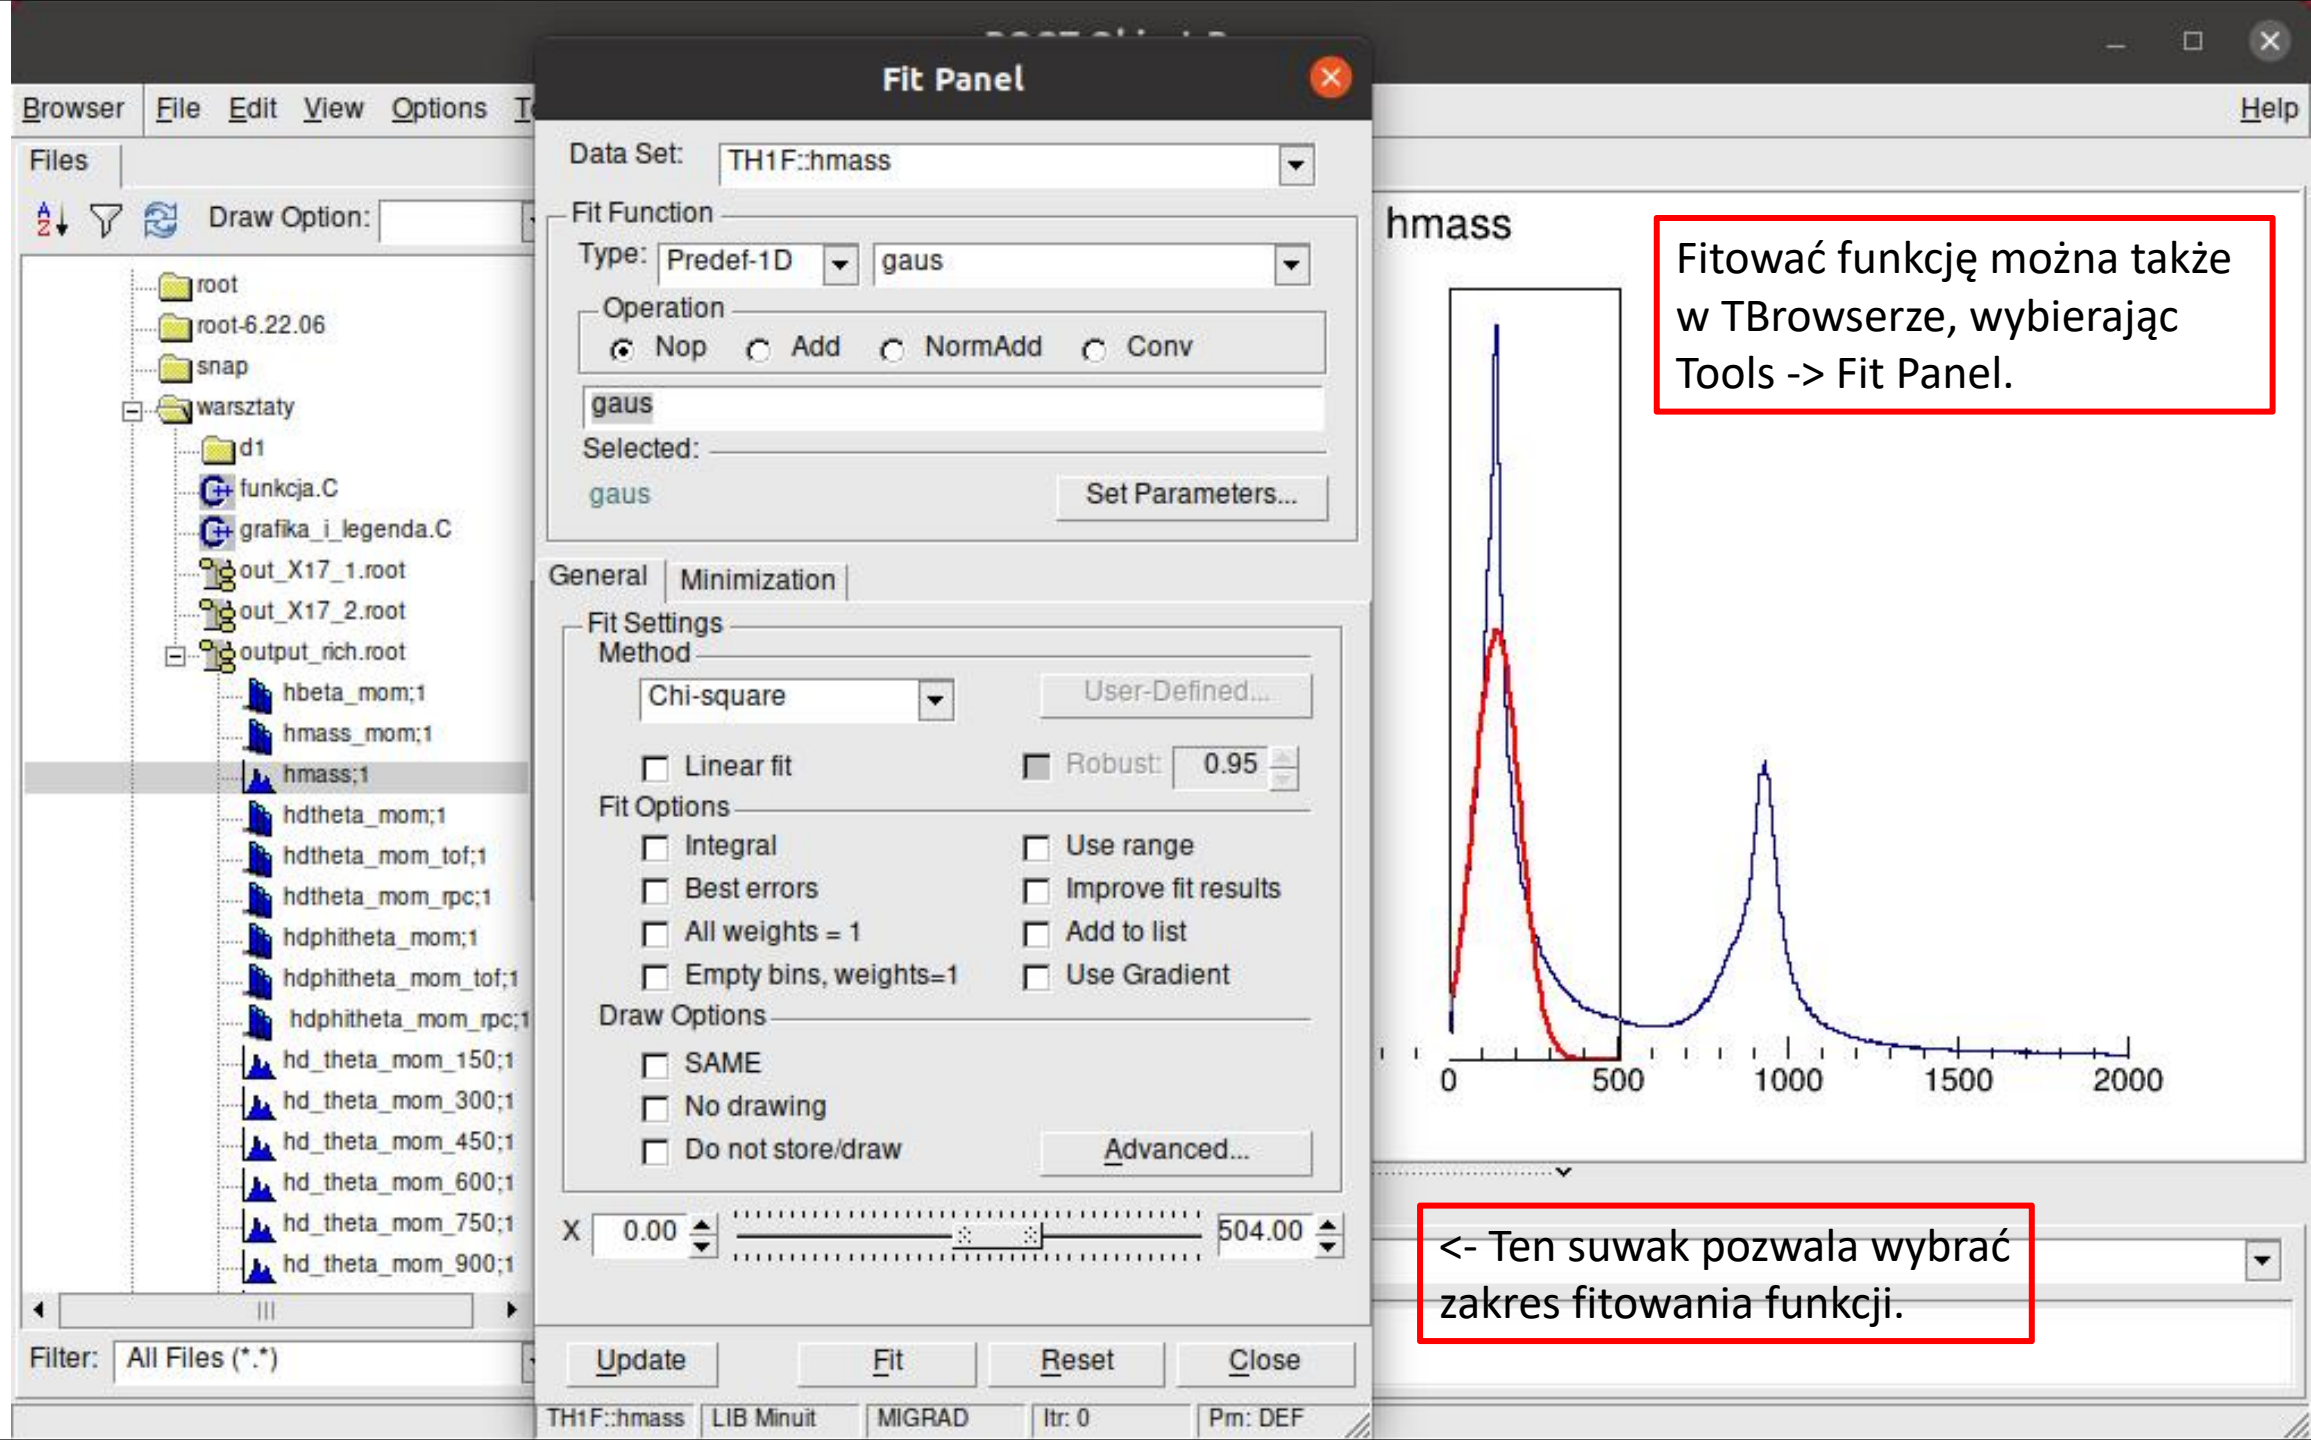 Fit Panel
Browser File Edit View Options
Help
Files
Draw Option:
root
root-6.22.06
snap
warsztaty
d1
funkcja.C
grafika_i_legenda.C
out_X17_1.root
out_X17_2.root
output_rich.root
hbeta_mom;1
hmass_mom;1
hmass;1
hdtheta_mom;1
hdtheta_mom_tof;1
hdtheta_mom_rpc;1
hdphitheta_mom;1
hdphitheta_mom_tof;1
hdphitheta_mom_rpc;1
hd_theta_mom_150;1
hd_theta_mom_300;1
hd_theta_mom_450;1
hd_theta_mom_600;1
hd_theta_mom_750;1
hd_theta_mom_900;1
Filter: All Files (*.*)
Data Set: TH1F::hmass
Fit Function
Type: Predef-1D gaus
Operation
Nop Add NormAdd Conv
gaus
Selected:
gaus Set Parameters...
General Minimization
Fit Settings
Method
Chi-square User-Defined...
Linear fit Robust: 0.95
Fit Options
Integral Use range
Best errors Improve fit results
All weights = 1 Add to list
Empty bins, weights=1 Use Gradient
Draw Options
SAME
No drawing
Do not store/draw Advanced...
X 0.00 504.00
Update Fit Reset Close
TH1F::hmass LIB Minuit MIGRAD Itr: 0 Prn: DEF
hmass
Fitować funkcję można także
w TBrowserze, wybierając
Tools -> Fit Panel.
0 500 1000 1500 2000
<- Ten suwak pozwala wybrać
zakres fitowania funkcji.